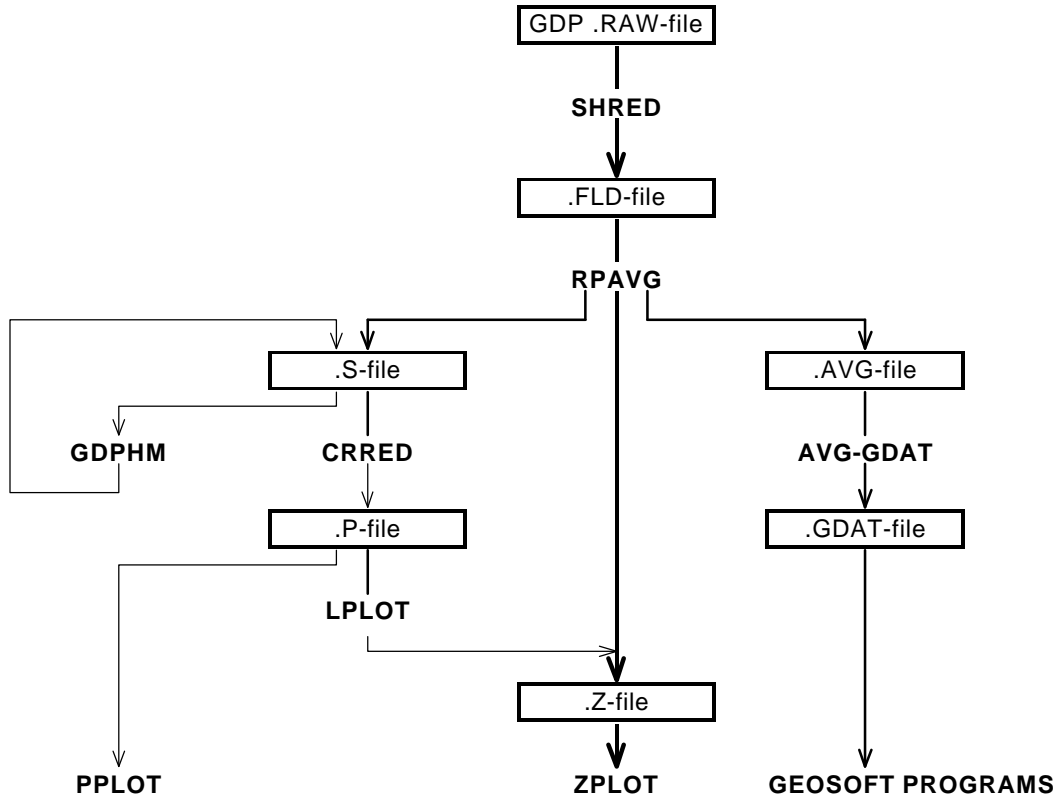 GDP .RAW-file
SHRED
.FLD-file
RPAVG
.S-file
.AVG-file
GDPHM
CRRED
AVG-GDAT
.P-file
.GDAT-file
LPLOT
.Z-file
PPLOT
ZPLOT
GEOSOFT PROGRAMS